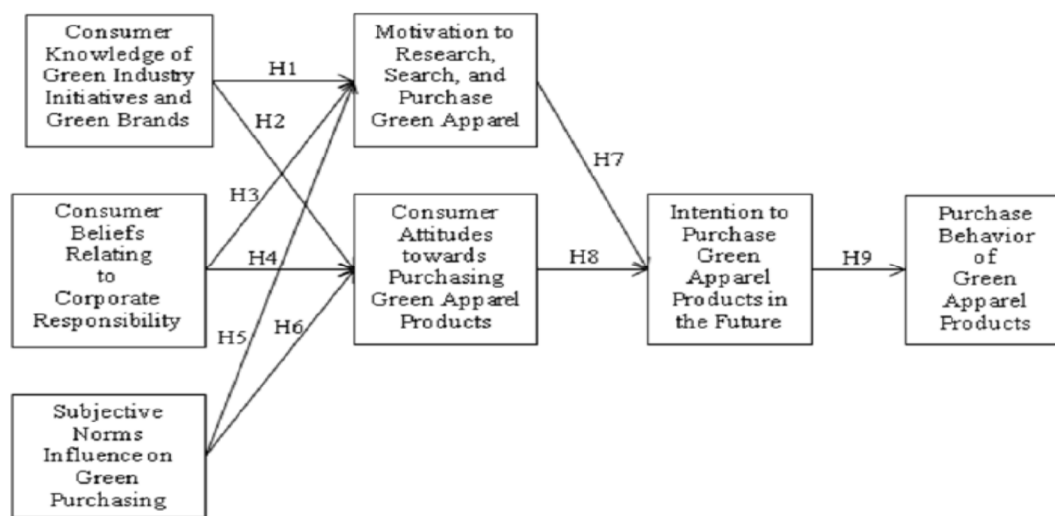 Consumer
Knowledge of
Green Industry
Initiatives and
Green Brands
H1
H2
Motivation to
Research,
Search, and
Purchase
Green Apparel
H7
Consumer
Beliefs
Relating
to
Corporate
Responsibility
H3
H4
H5
H6
Consumer
Attitudes
towards
Purchasing
Green Apparel
Products
H8
Intention to
Purchase
Green
Apparel
Products in
the Future
H9
Purchase
Behavior
of
Green
Apparel
Products
Subjective
Norms
Influence on
Green
Purchasing